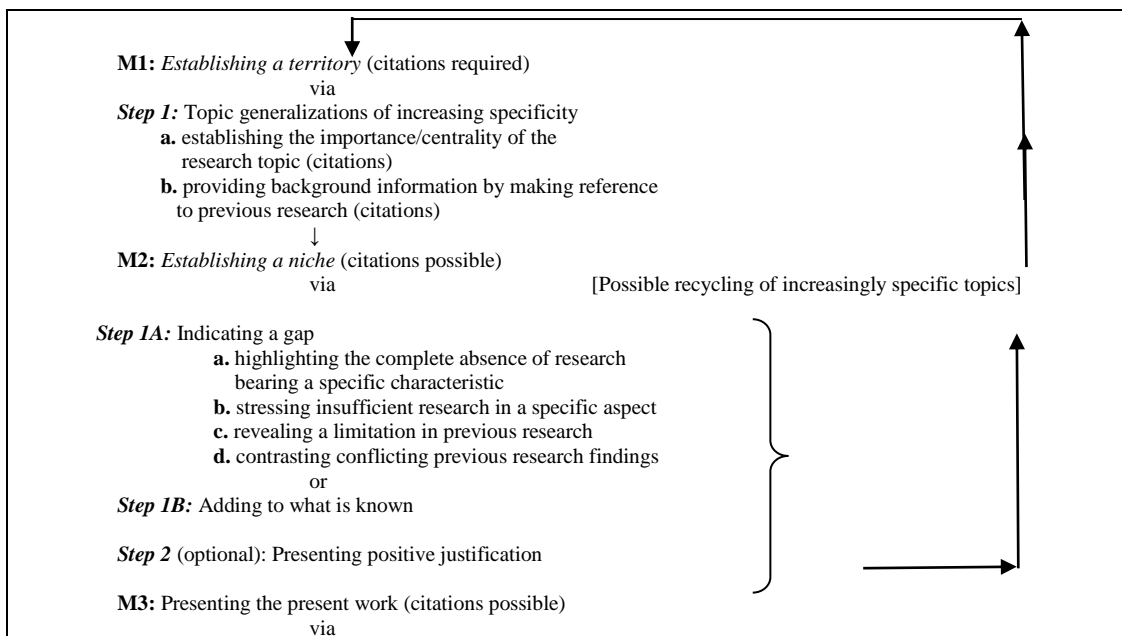 M1: Establishing a territory (citations required)
via
Step 1: Topic generalizations of increasing specificity
a. establishing the importance/centrality of the
research topic (citations)
b. providing background information by making reference
to previous research (citations)
↓
M2: Establishing a niche (citations possible)
via
[Possible recycling of increasingly specific topics]
Step 1A: Indicating a gap
a. highlighting the complete absence of research
bearing a specific characteristic
b. stressing insufficient research in a specific aspect
c. revealing a limitation in previous research
d. contrasting conflicting previous research findings
or
Step 1B: Adding to what is known
Step 2 (optional): Presenting positive justification
M3: Presenting the present work (citations possible)
via